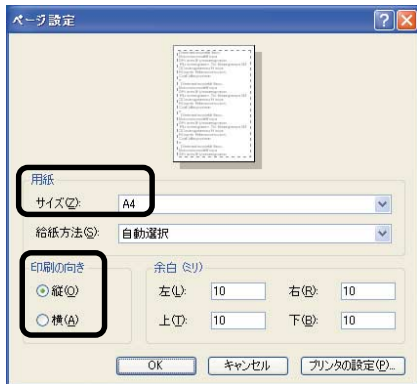 ページ設定
用紙
サイズ(Z): A4
給紙方法(S): 自動選択
印刷の向き
縦(O)
横(A)
余白(ミリ)
左(L): 10 右(R): 10
上(T): 10 下(B): 10
OK キャンセル プリンタの設定(P)...